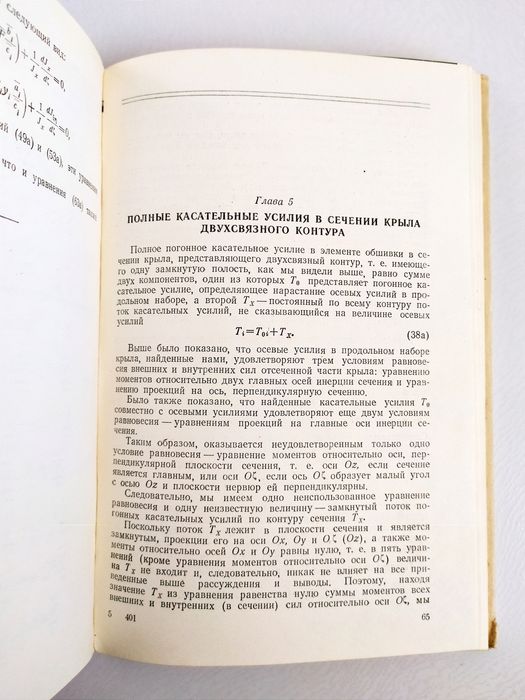 следующий вид:
=0,
=0,
(49а) и (53а), эти уравнения
что и уравнения (63а)
Глава 5
ПОЛНЫЕ КАСАТЕЛЬНЫЕ УСИЛИЯ В СЕЧЕНИИ КРЫЛА
ДВУХСВЯЗНОГО КОНТУРА
Полное погонное касательное усилие в элементе обшивки в се-
чении крыла, представляющего двухсвязный контур, т. е. имеюще-
го одну замкнутую полость, как мы видели выше, равно сумме
двух компонентов, один из которых T₀ представляет погонное ка-
сательное усилие, определяющее нарастание осевых усилий в про-
дольном наборе, а второй Tₓ — постоянный по всему контуру по-
ток касательных усилий, не сказывающийся на величине осевых
усилий
Tᵢ=T₀ᵢ+Tₓ. (38а)
Выше было показано, что осевые усилия в продольном наборе
крыла, найденные нами, удовлетворяют трем условиям равнове-
сия внешних и внутренних сил отсеченной части крыла: уравнению
моментов относительно двух главных осей инерции сечения и урав-
нению проекций на ось, перпендикулярную сечению.
Было также показано, что найденные касательные усилия T₀
совместно с осевыми усилиями удовлетворяют еще двум условиям
равновесия — уравнениям проекций на главные оси инерции се-
чения.
Таким образом, оказывается неудовлетворенным только одно
условие равновесия — уравнение моментов относительно оси, пер-
пендикулярной плоскости сечения, т. е. оси Oz, если сечение
является главным, или оси Oζ, если ось Oζ образует малый угол
с осью Oz и плоскости нервюр ей перпендикулярны.
Следовательно, мы имеем одно неиспользованное уравнение
равновесия и одну неизвестную величину — замкнутый поток по-
гонных касательных усилий по контуру сечения Tₓ.
Поскольку поток Tₓ лежит в плоскости сечения и является
замкнутым, проекции его на оси Ox, Oy и Oζ (Oz), а также мо-
менты относительно осей Ox и Oy равны нулю, т. е. в пять урав-
нений (кроме уравнения моментов относительно оси Oζ) величи-
на Tₓ не входит и, следовательно, никак не влияет на все при-
веденные выше рассуждения и выводы. Поэтому, находя
значение Tₓ из уравнения равенства нулю суммы моментов всех
внешних и внутренних (в сечении) сил относительно оси Oζ, мы
5 401 65